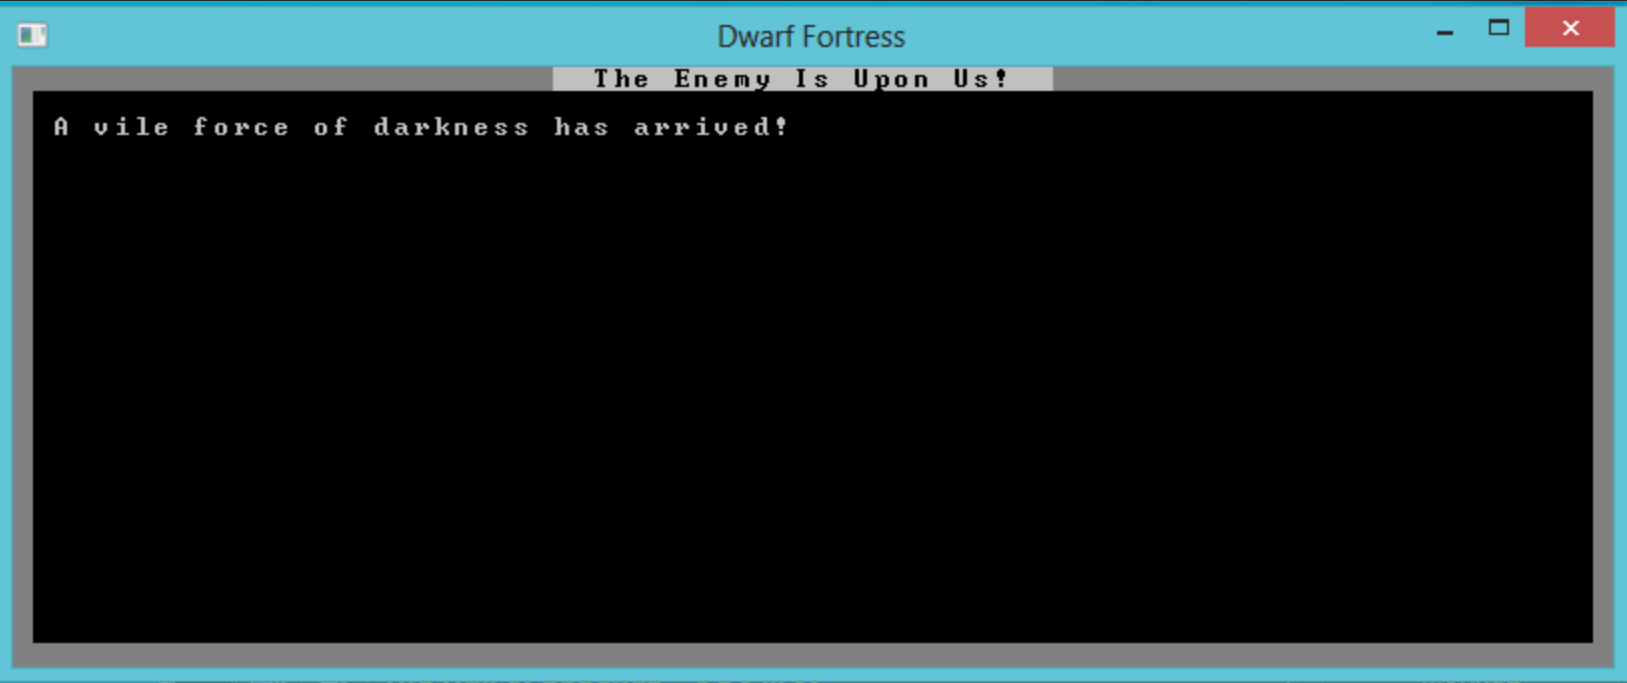 Dwarf Fortress
The Enemy Is Upon Us!
A vile force of darkness has arrived!